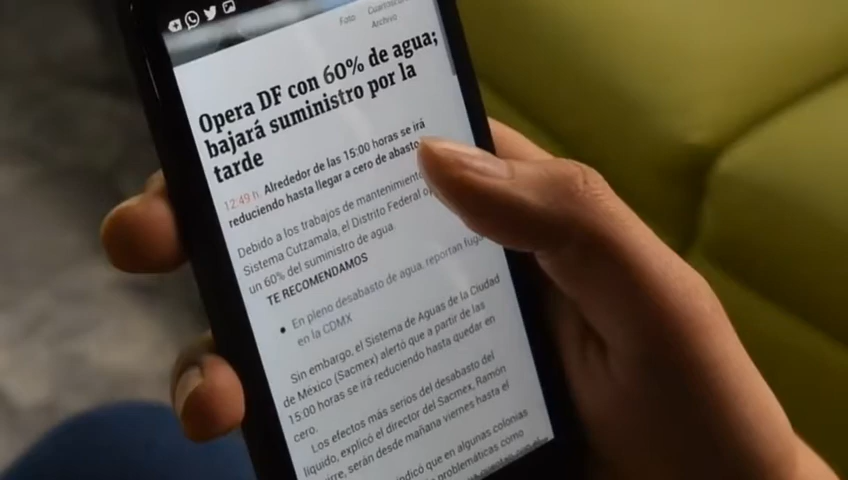 Foto Cuartoscuro
Archivo
Opera DF con 60% de agua;
bajará suministro por la
tarde
12:49 h. Alrededor de las 15:00 horas se irá
reduciendo hasta llegar a cero de abasto
Debido a los trabajos de mantenimiento
Sistema Cutzamala, el Distrito Federal
un 60% del suministro de agua.
TE RECOMENDAMOS
• En pleno desabasto de agua, reportan
en la CDMX
Sin embargo, el Sistema de Aguas de la Ciudad
de México (Sacmex) alertó que a partir de las
15:00 horas se irá reduciendo hasta quedar en
cero.
Los efectos más serios del desabasto del
líquido, explicó el director del Sacmex, Ramón
serán desde mañana viernes hasta el
indicó que en algunas colonias
problemáticas como